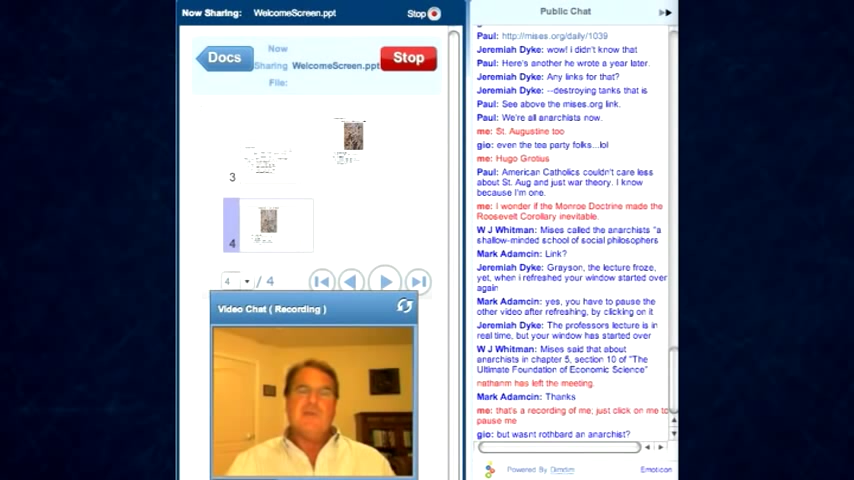 Now Sharing: WelcomeScreen.ppt Stop
Docs
Now
Sharing WelcomeScreen.ppt
File:
Stop
3
4
4 / 4
Video Chat ( Recording )
Public Chat
Paul: http://mises.org/daily/1039
Jeremiah Dyke: wow! i didn't know that
Paul: Here's another he wrote a year later.
Jeremiah Dyke: Any links for that?
Jeremiah Dyke: --destroying tanks that is
Paul: See above the mises.org link.
Paul: We're all anarchists now.
me: St. Augustine too
gio: even the tea party folks...lol
me: Hugo Grotius
Paul: American Catholics couldn't care less
about St. Aug and just war theory. I know
because I'm one.
me: I wonder if the Monroe Doctrine made the
Roosevelt Corollary inevitable.
W J Whitman: Mises called the anarchists "a
shallow-minded school of social philosophers
Mark Adamcin: Link?
Jeremiah Dyke: Grayson, the lecture froze,
yet, when i refreshed your window started over
again
Mark Adamcin: yes, you have to pause the
other video after refreshing, by clicking on it
Jeremiah Dyke: The professors lecture is in
real time, but your window has started over
W J Whitman: Mises said that about
anarchists in chapter 5, section 10 of "The
Ultimate Foundation of Economic Science"
nathanm has left the meeting.
Mark Adamcin: Thanks
me: that's a recording of me; just click on me to
pause me
gio: but wasnt rothbard an anarchist?
Powered By Dimdim
Emoticon